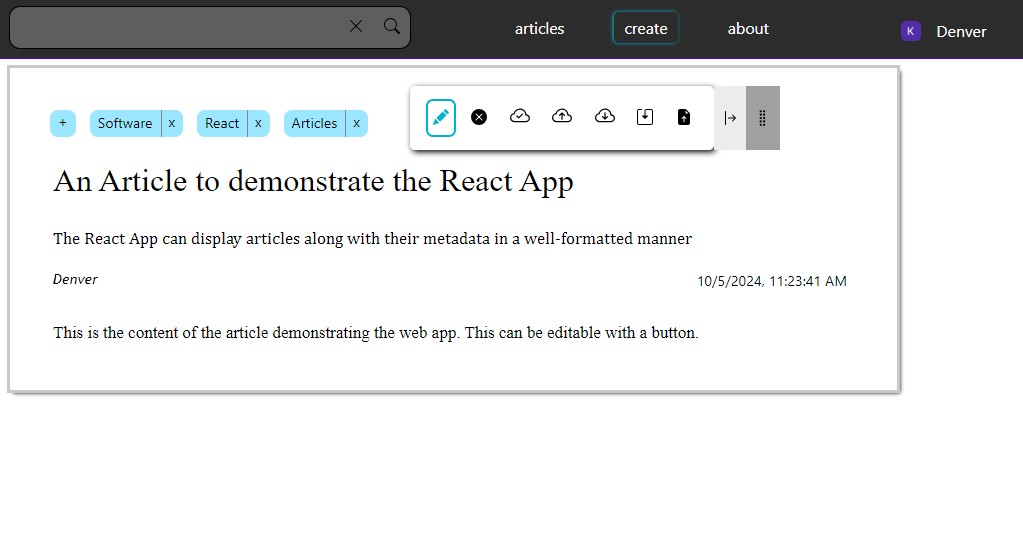 articles create about K Denver
+ Software x React x Articles x
An Article to demonstrate the React App
The React App can display articles along with their metadata in a well-formatted manner
Denver 10/5/2024, 11:23:41 AM
This is the content of the article demonstrating the web app. This can be editable with a button.